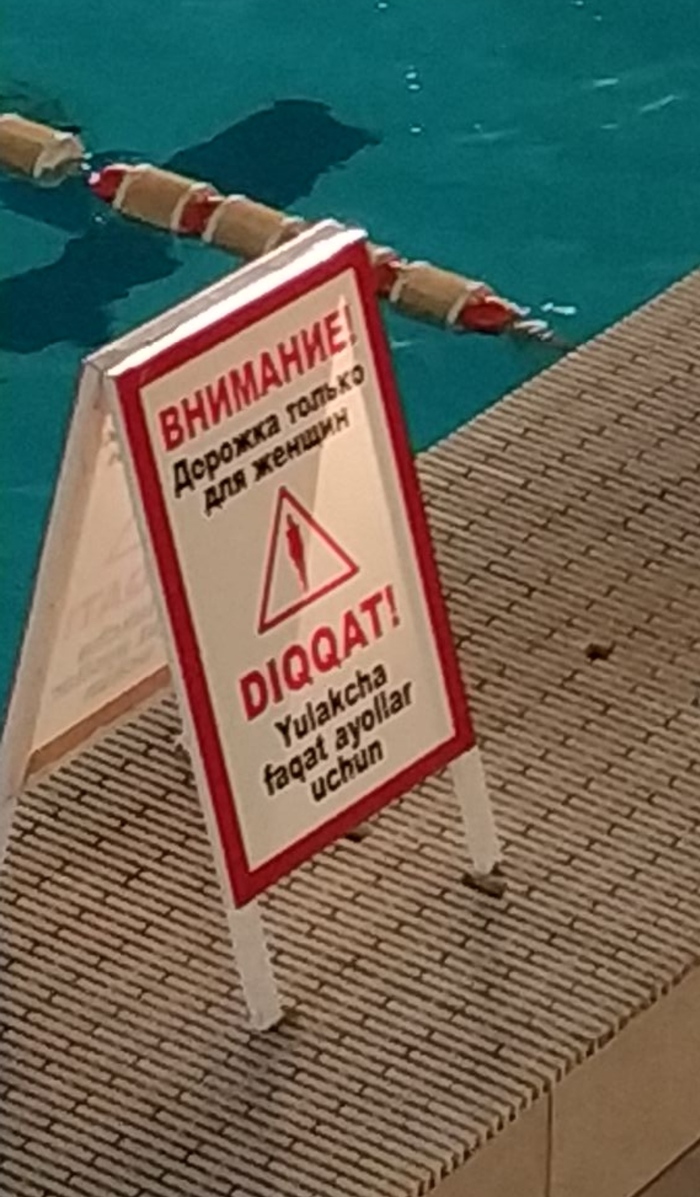 ВНИМАНИЕ!
Дорожка только
для женщин
DIQQAT!
Yulakcha
faqat ayollar
uchun